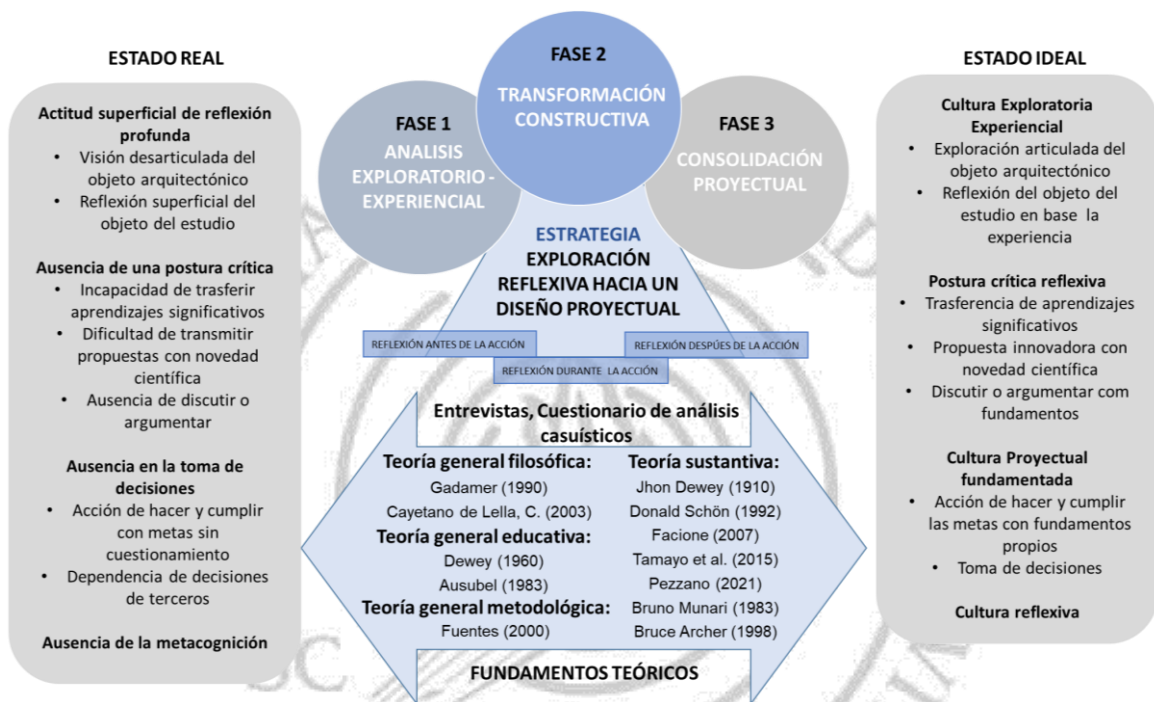 ESTADO REAL
Actitud superficial de reflexión
profunda
• Visión desarticulada del
objeto arquitectónico
• Reflexión superficial del
objeto del estudio
Ausencia de una postura crítica
• Incapacidad de trasferir
aprendizajes significativos
• Dificultad de transmitir
propuestas con novedad
científica
• Ausencia de discutir o
argumentar
Ausencia en la toma de
decisiones
• Acción de hacer y cumplir
con metas sin
cuestionamiento
• Dependencia de decisiones
de terceros
Ausencia de la metacognición
FASE 1
ANALISIS
EXPLORATORIO -
EXPERIENCIAL
FASE 2
TRANSFORMACIÓN
CONSTRUCTIVA
FASE 3
CONSOLIDACIÓN
PROYECTUAL
ESTRATEGIA
EXPLORACIÓN
REFLEXIVA HACIA UN
DISEÑO PROYECTUAL
REFLEXIÓN ANTES DE LA ACCIÓN
REFLEXIÓN DURANTE LA ACCIÓN
REFLEXIÓN DESPÚES DE LA ACCIÓN
Entrevistas, Cuestionario de análisis
casuísticos
Teoría general filosófica:
Gadamer (1990)
Cayetano de Lella, C. (2003)
Teoría general educativa:
Dewey (1960)
Ausubel (1983)
Teoría general metodológica:
Fuentes (2000)
Teoría sustantiva:
Jhon Dewey (1910)
Donald Schön (1992)
Facione (2007)
Tamayo et al. (2015)
Pezzano (2021)
Bruno Munari (1983)
Bruce Archer (1998)
FUNDAMENTOS TEÓRICOS
ESTADO IDEAL
Cultura Exploratoria
Experiencial
• Exploración articulada del
objeto arquitectónico
• Reflexión del objeto del
estudio en base la
experiencia
Postura crítica reflexiva
• Trasferencia de aprendizajes
significativos
• Propuesta innovadora con
novedad científica
• Discutir o argumentar com
fundamentos
Cultura Proyectual
fundamentada
• Acción de hacer y cumplir
las metas con fundamentos
propios
• Toma de decisiones
Cultura reflexiva